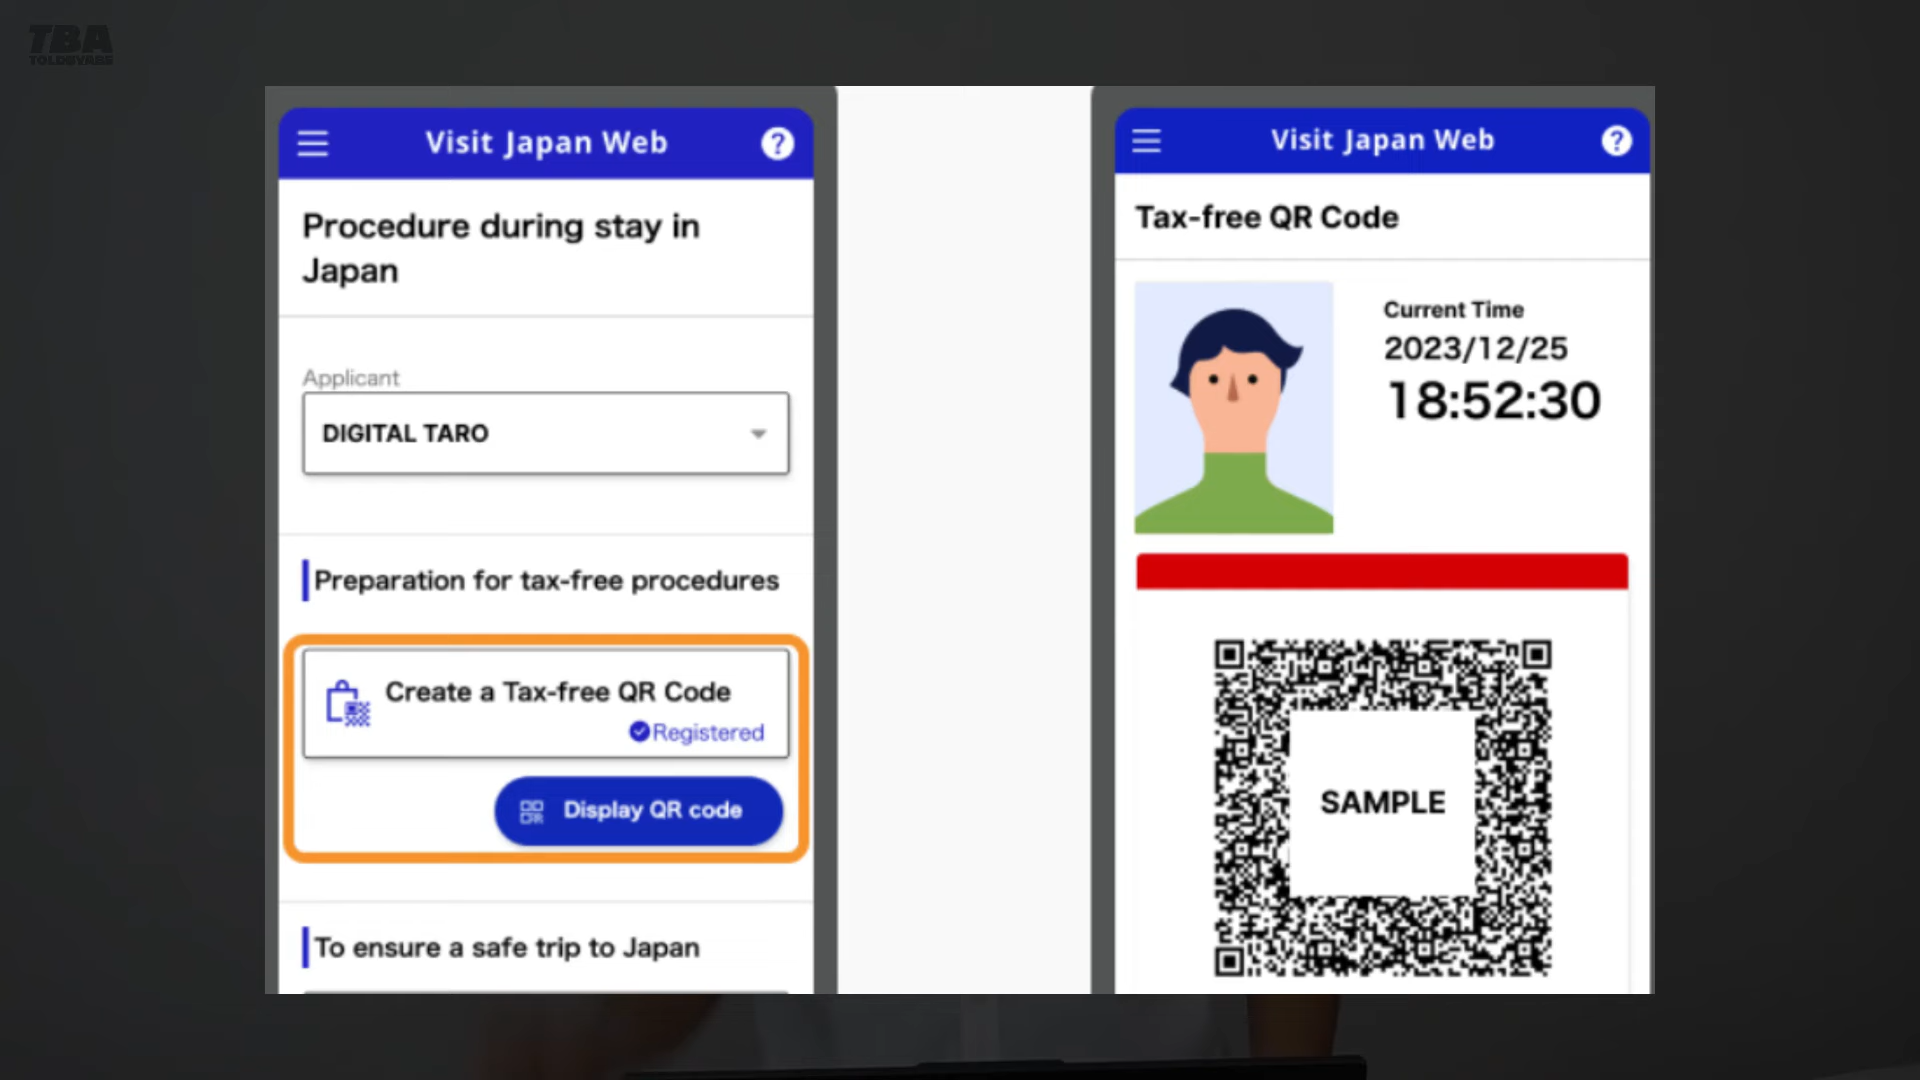 TBA
TOLDBYABE
Visit Japan Web
?
Procedure during stay in
Japan
Applicant
DIGITAL TARO
Preparation for tax-free procedures
Create a Tax-free QR Code
Registered
Display QR code
To ensure a safe trip to Japan
Visit Japan Web
?
Tax-free QR Code
Current Time
2023/12/25
18:52:30
SAMPLE